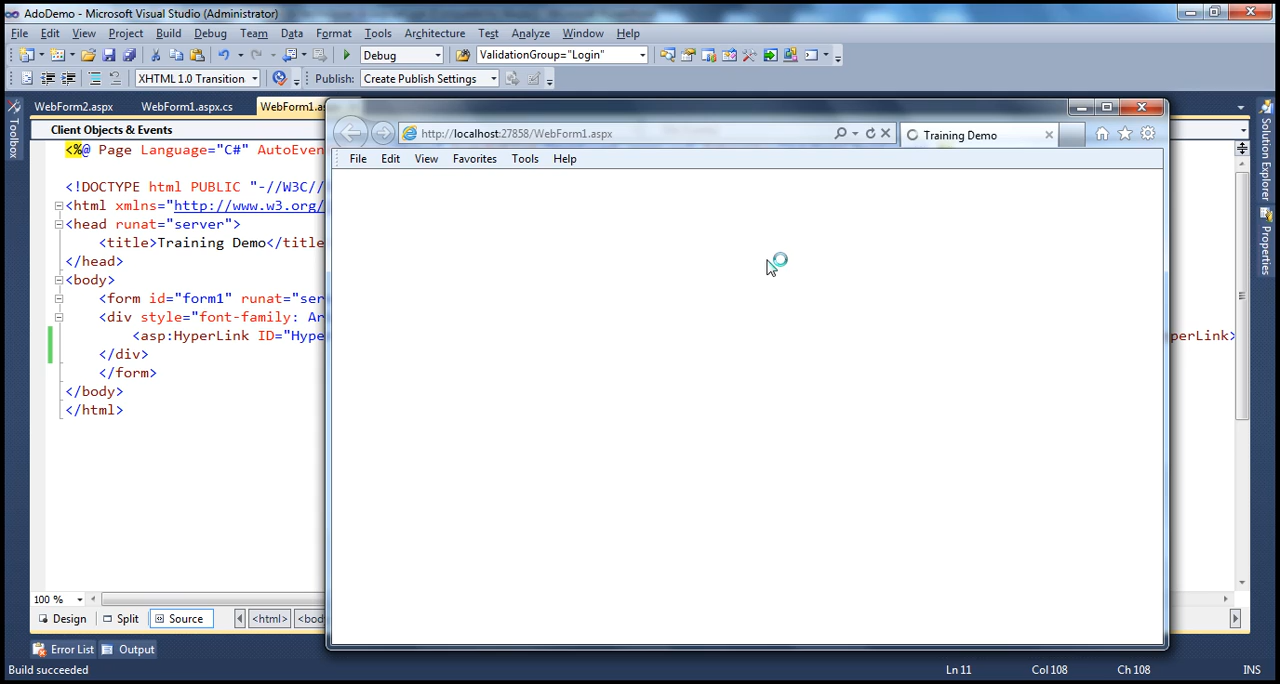 AdoDemo - Microsoft Visual Studio (Administrator)
File Edit View Project Build Debug Team Data Format Tools Architecture Test Analyze Window Help
Debug ValidationGroup="Login"
XHTML 1.0 Transition Publish: Create Publish Settings
WebForm2.aspx WebForm1.aspx.cs WebForm1.as
Toolbox
Solution Explorer
Properties
Client Objects & Events
<%@ Page Language="C#" AutoEven
<!DOCTYPE html PUBLIC "-//W3C//
<html xmlns="http://www.w3.org/
<head runat="server">
<title>Training Demo</title
</head>
<body>
<form id="form1" runat="ser
<div style="font-family: Ar
<asp:HyperLink ID="Hype
perLink>
</div>
</form>
</body>
</html>
http://localhost:27858/WebForm1.aspx
Training Demo
File Edit View Favorites Tools Help
100 %
Design Split Source <html> <bod
Error List Output
Build succeeded Ln 11 Col 108 Ch 108 INS